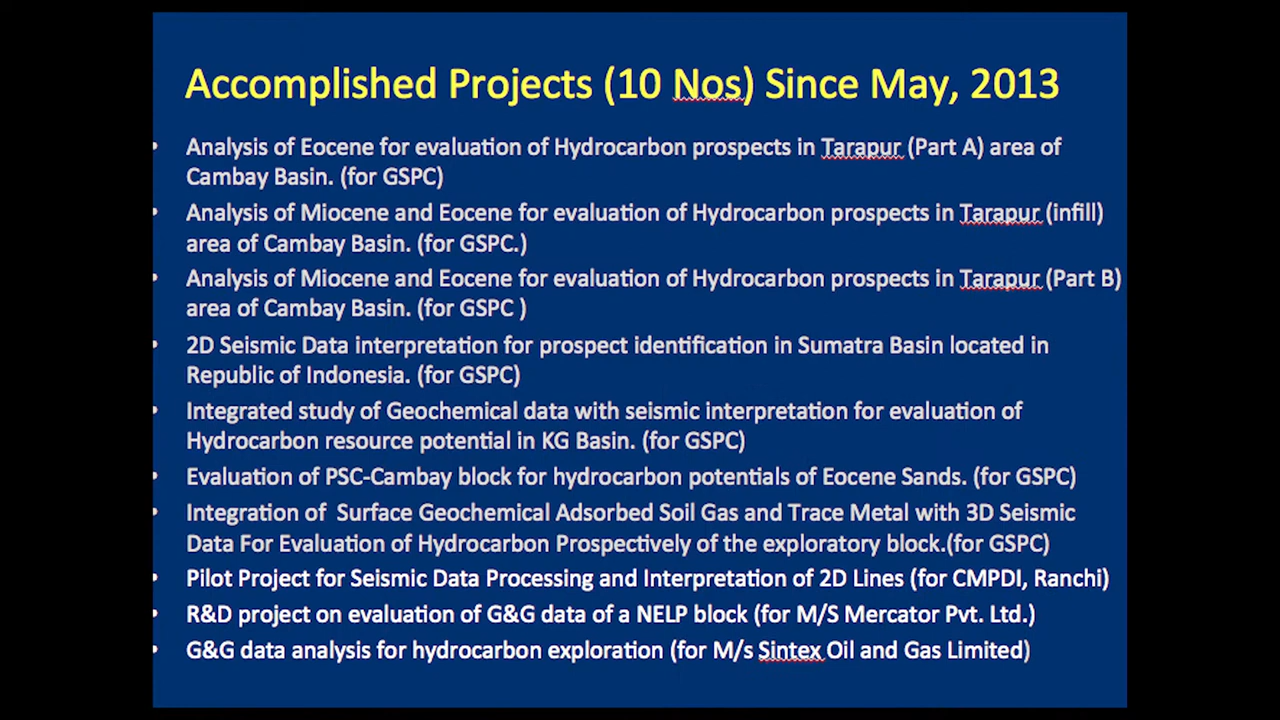 Accomplished Projects (10 Nos) Since May, 2013
• Analysis of Eocene for evaluation of Hydrocarbon prospects in Tarapur (Part A) area of
Cambay Basin. (for GSPC)
• Analysis of Miocene and Eocene for evaluation of Hydrocarbon prospects in Tarapur (infill)
area of Cambay Basin. (for GSPC.)
• Analysis of Miocene and Eocene for evaluation of Hydrocarbon prospects in Tarapur (Part B)
area of Cambay Basin. (for GSPC )
• 2D Seismic Data interpretation for prospect identification in Sumatra Basin located in
Republic of Indonesia. (for GSPC)
• Integrated study of Geochemical data with seismic interpretation for evaluation of
Hydrocarbon resource potential in KG Basin. (for GSPC)
• Evaluation of PSC-Cambay block for hydrocarbon potentials of Eocene Sands. (for GSPC)
• Integration of Surface Geochemical Adsorbed Soil Gas and Trace Metal with 3D Seismic
Data For Evaluation of Hydrocarbon Prospectively of the exploratory block.(for GSPC)
• Pilot Project for Seismic Data Processing and Interpretation of 2D Lines (for CMPDI, Ranchi)
• R&D project on evaluation of G&G data of a NELP block (for M/S Mercator Pvt. Ltd.)
• G&G data analysis for hydrocarbon exploration (for M/s Sintex Oil and Gas Limited)